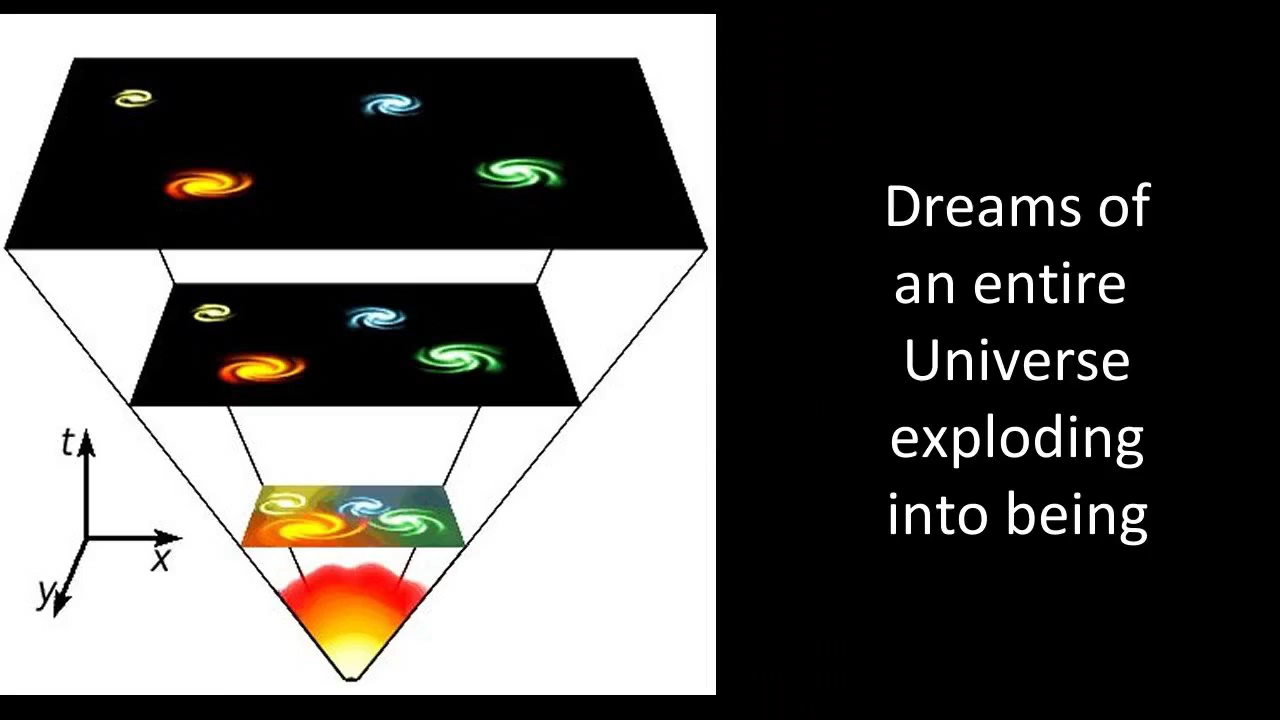 t
x
y
Dreams of
an entire
Universe
exploding
into being